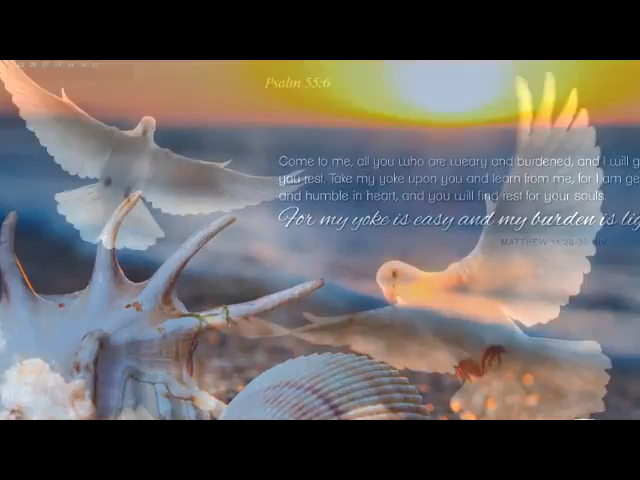 Psalm 55:6
Come to me, all you who are weary and burdened, and I will g
you rest. Take my yoke upon you and learn from me, for I am ge
and humble in heart, and you will find rest for your souls.
For my yoke is easy and my burden is lig
MATTHEW 11:28-30 NIV